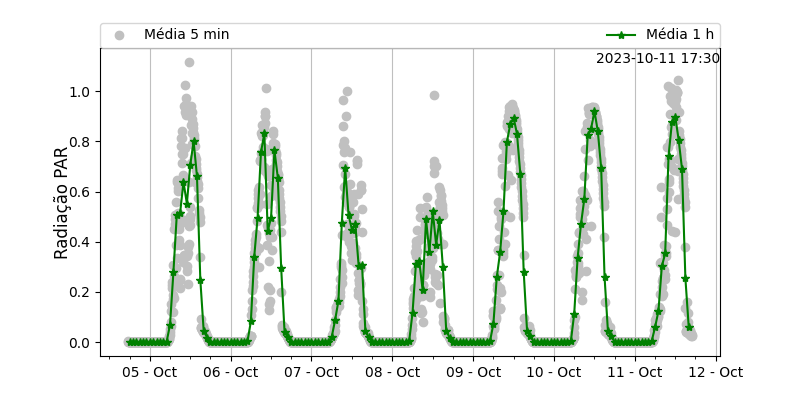 Média 5 min
Média 1 h
2023-10-11 17:30
Radiação PAR
1.0
0.8
0.6
0.4
0.2
0.0
05 - Oct
06 - Oct
07 - Oct
08 - Oct
09 - Oct
10 - Oct
11 - Oct
12 - Oct